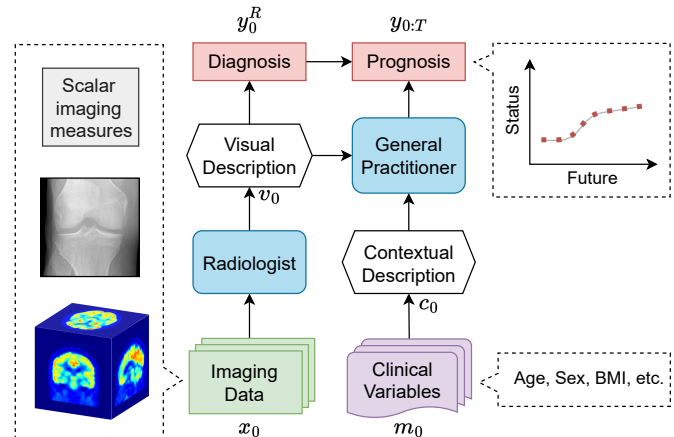 y_0^R
y_{0:T}
Diagnosis
Prognosis
Scalar
imaging
measures
Visual
Description
v_0
General
Practitioner
Status
Future
Radiologist
Contextual
Description
c_0
Imaging
Data
x_0
Clinical
Variables
m_0
Age, Sex, BMI, etc.